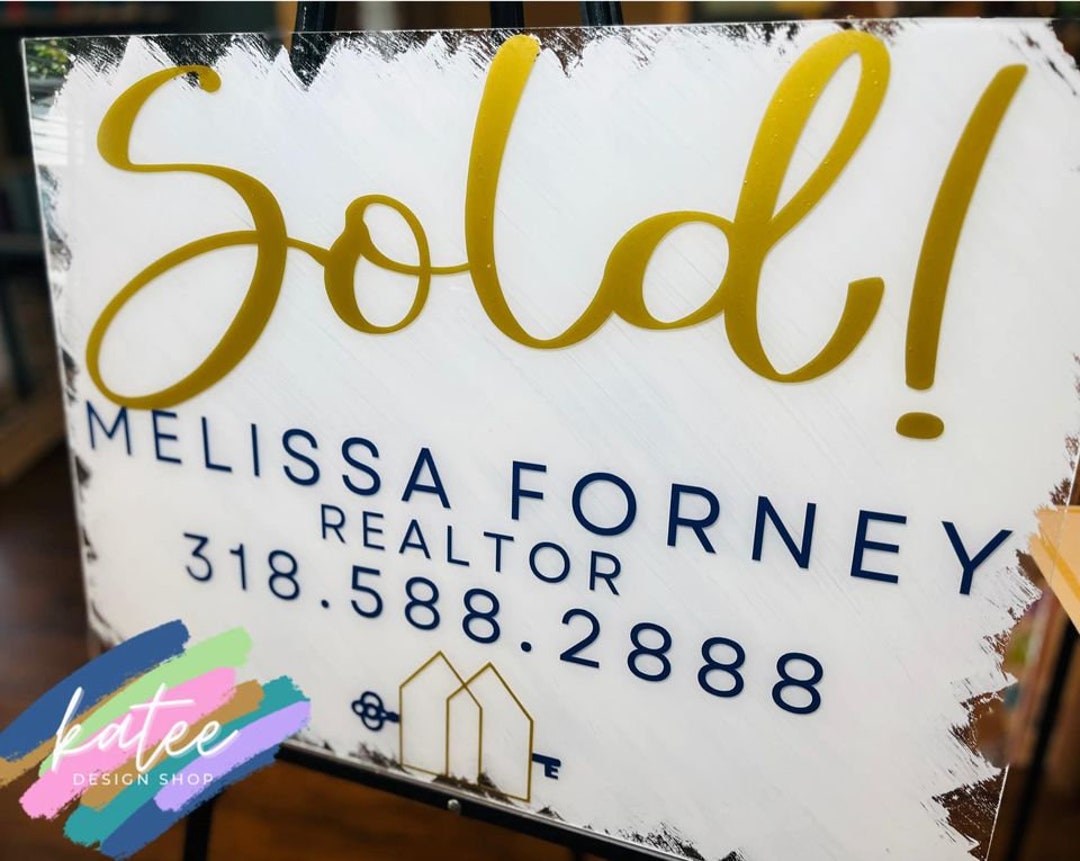 Sold!
MELISSA FORNEY
REALTOR
318.588.2888
katee
DESIGN SHOP